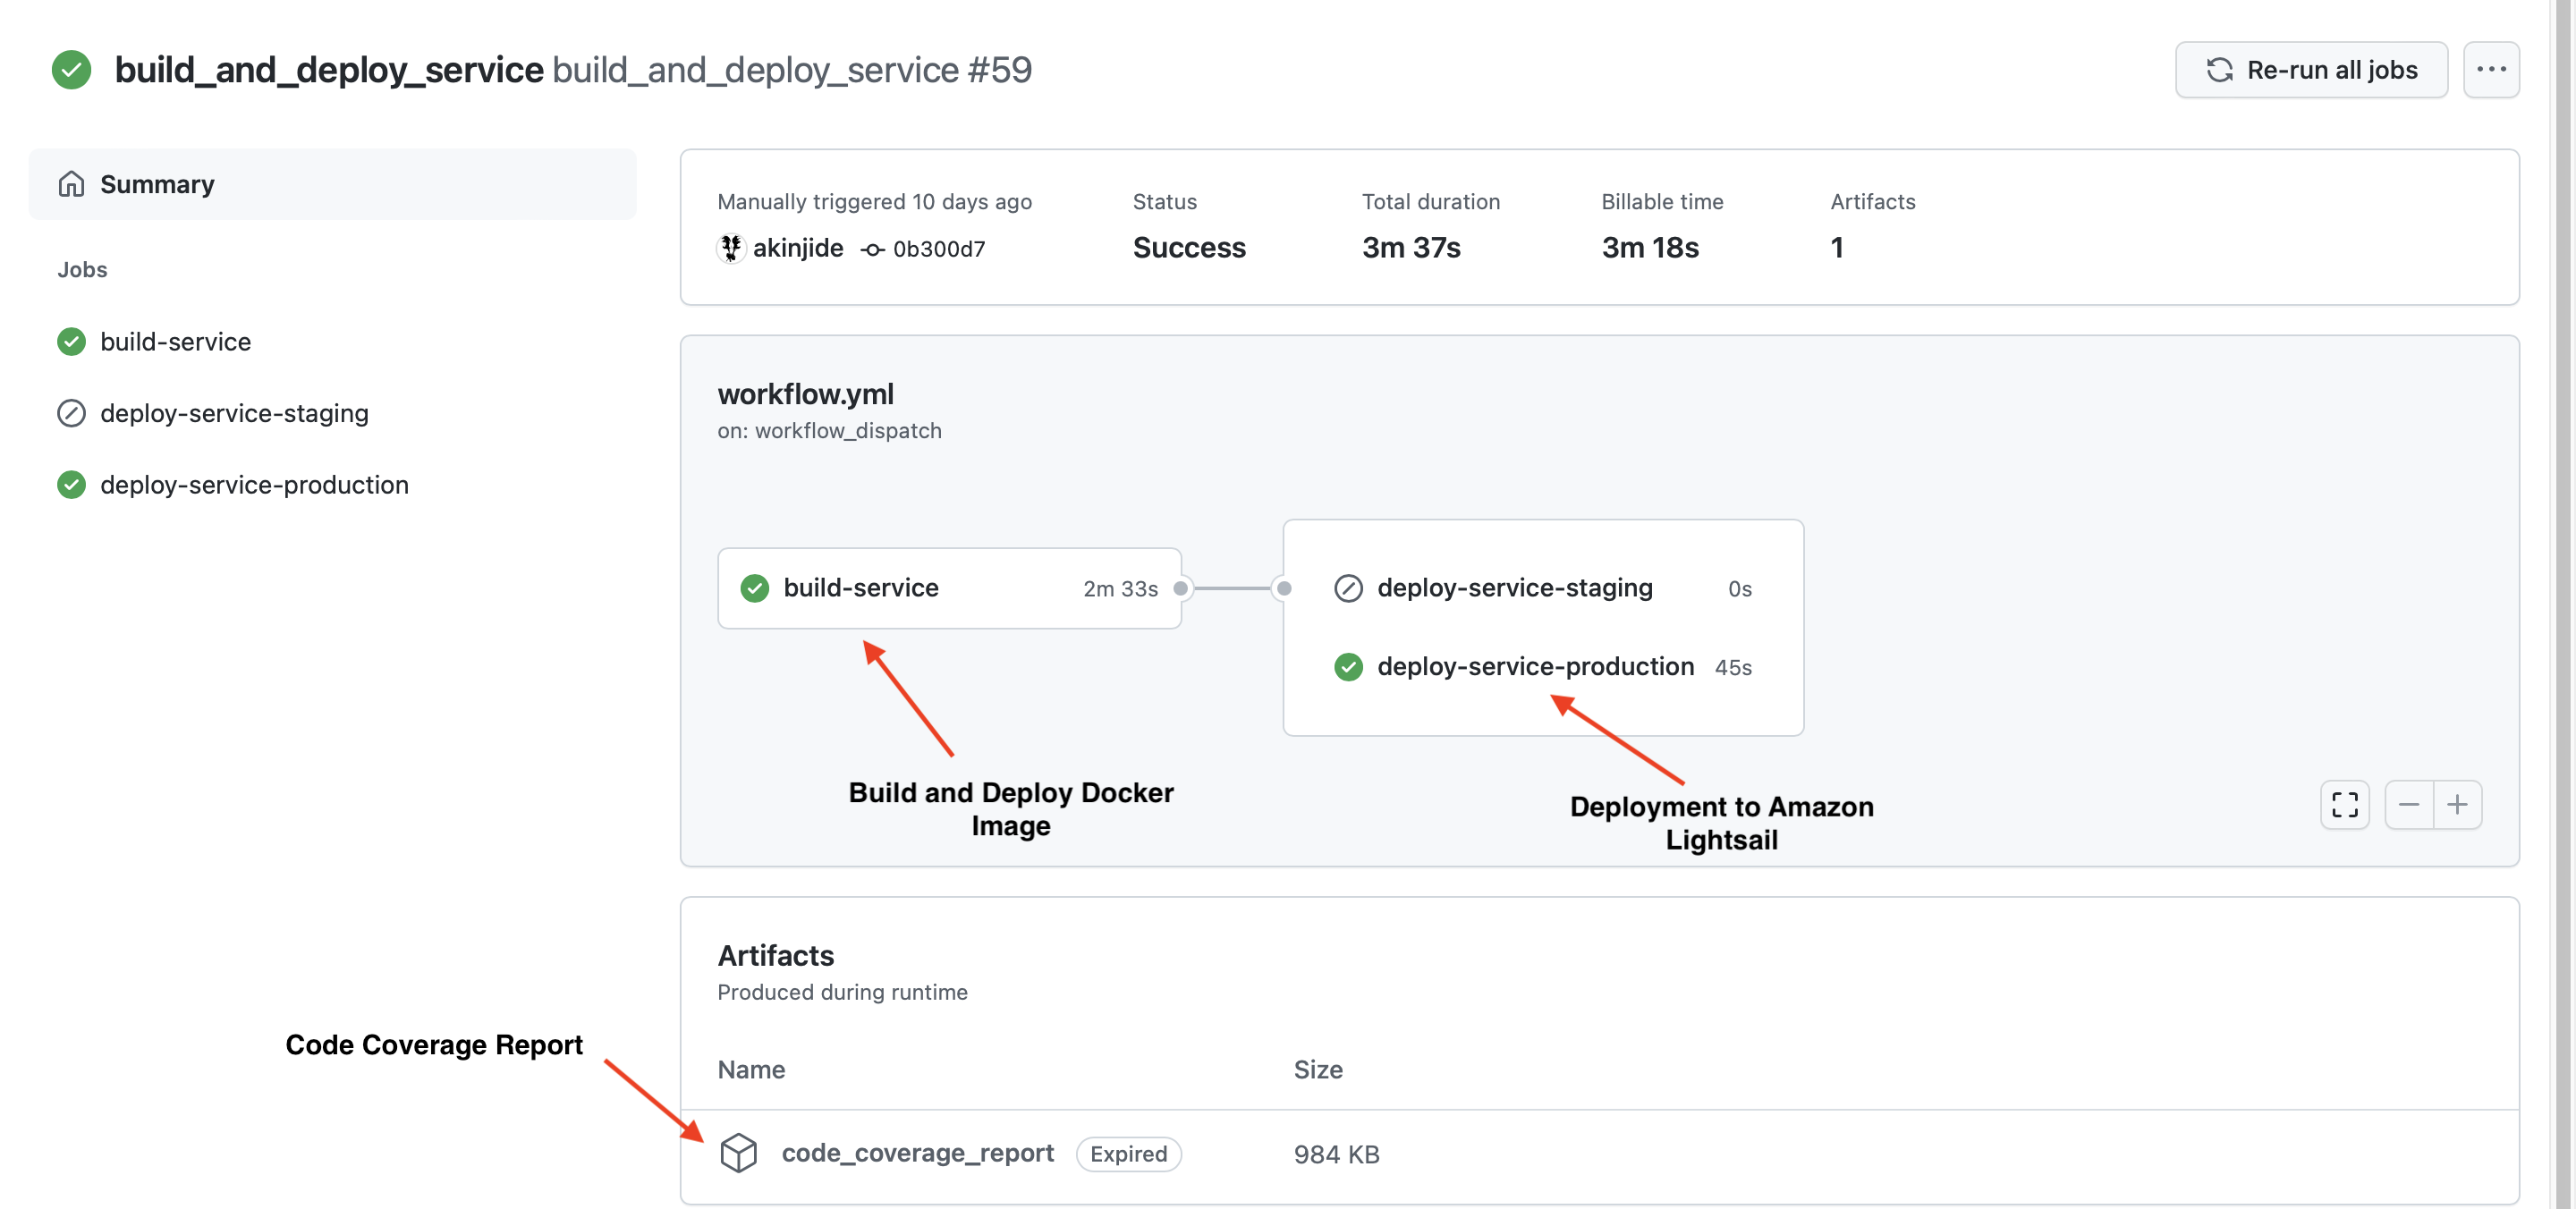 build_and_deploy_service build_and_deploy_service #59
Re-run all jobs
Summary
Jobs
build-service
deploy-service-staging
deploy-service-production
Manually triggered 10 days ago
akinjide 0b300d7
Status
Success
Total duration
3m 37s
Billable time
3m 18s
Artifacts
1
workflow.yml
on: workflow_dispatch
build-service 2m 33s
deploy-service-staging 0s
deploy-service-production 45s
Build and Deploy Docker
Image
Deployment to Amazon
Lightsail
Artifacts
Produced during runtime
Code Coverage Report
Name Size
code_coverage_report Expired 984 KB